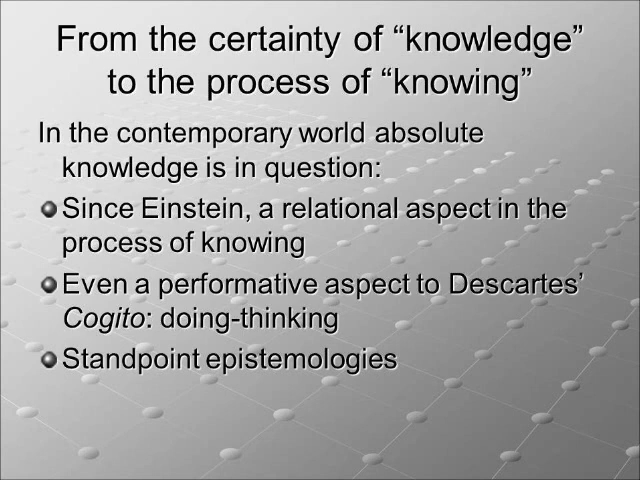 From the certainty of “knowledge”
to the process of “knowing”
In the contemporary world absolute
knowledge is in question:
Since Einstein, a relational aspect in the
process of knowing
Even a performative aspect to Descartes’
Cogito: doing-thinking
Standpoint epistemologies